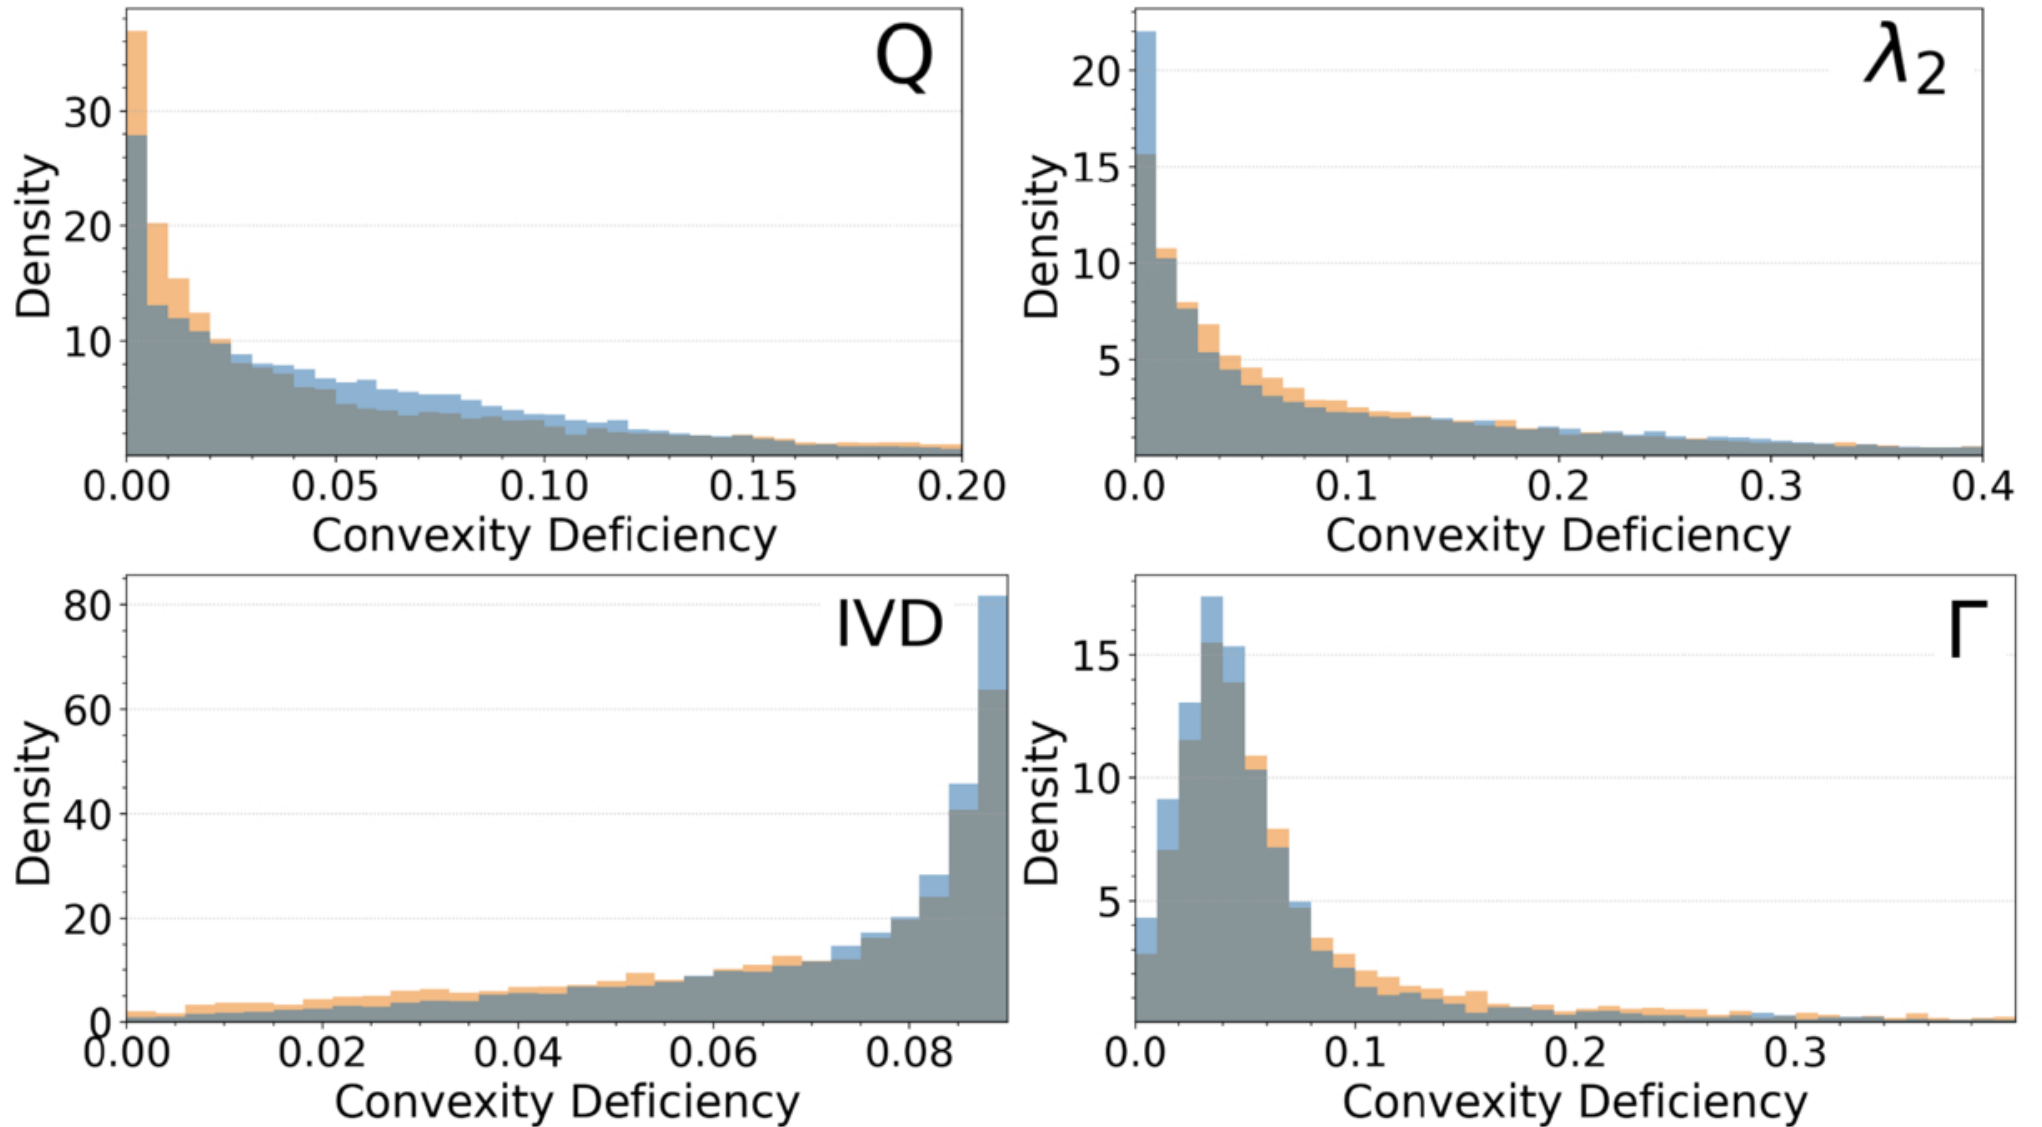 Q
30
20
10
Density
0.00 0.05 0.10 0.15 0.20
Convexity Deficiency
λ2
20
15
10
5
Density
0.0 0.1 0.2 0.3 0.4
Convexity Deficiency
IVD
80
60
40
20
0
Density
0.00 0.02 0.04 0.06 0.08
Convexity Deficiency
Γ
15
10
5
Density
0.0 0.1 0.2 0.3
Convexity Deficiency